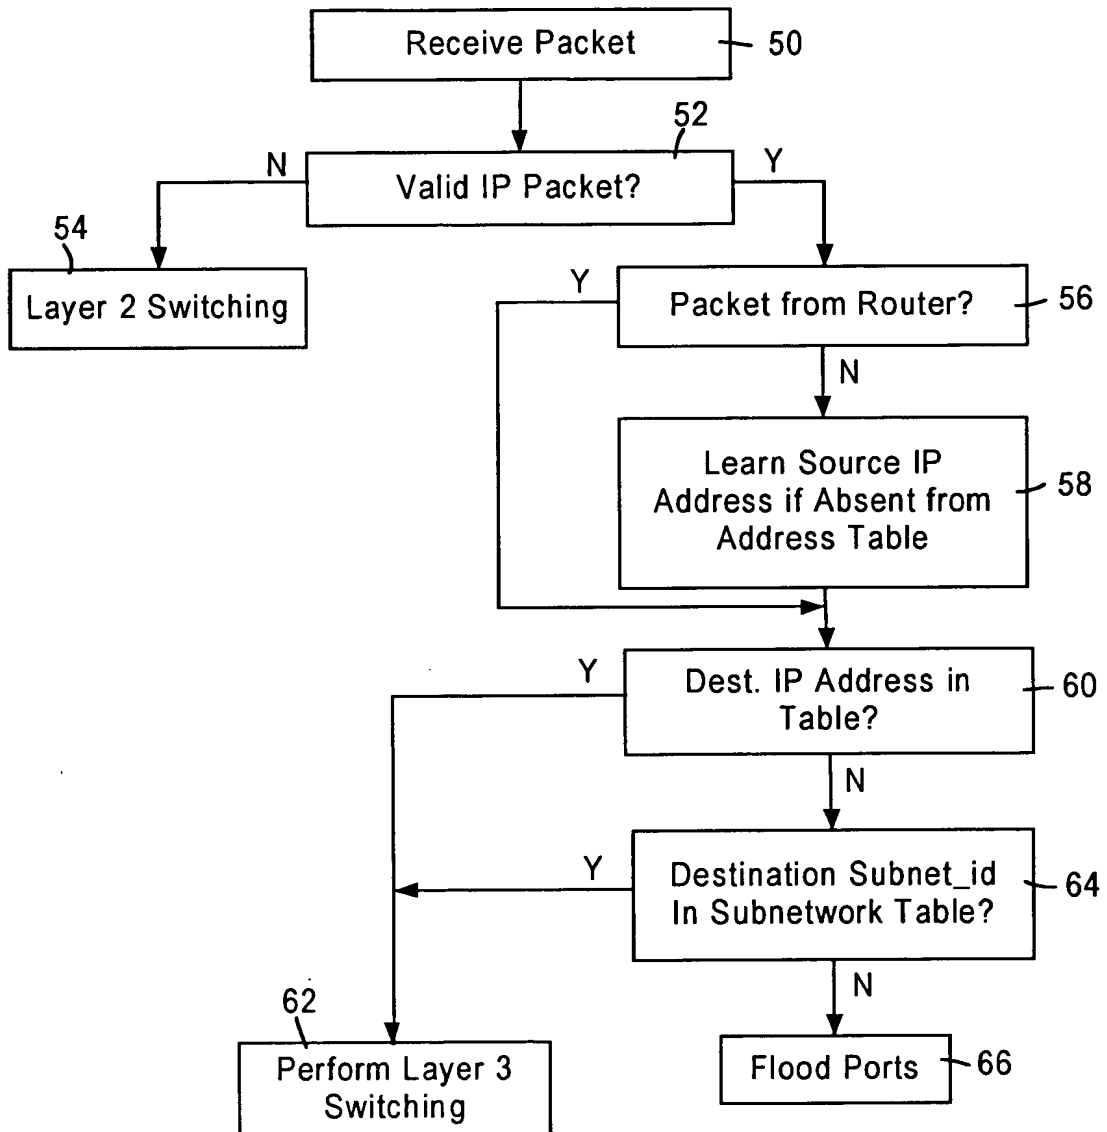 Receive Packet
50
52
N
Valid IP Packet?
Y
54
Layer 2 Switching
Y
Packet from Router?
56
N
Learn Source IP
Address if Absent from
Address Table
58
Y
Dest. IP Address in
Table?
60
N
Y
Destination Subnet_id
In Subnetwork Table?
64
N
62
Perform Layer 3
Switching
Flood Ports
66